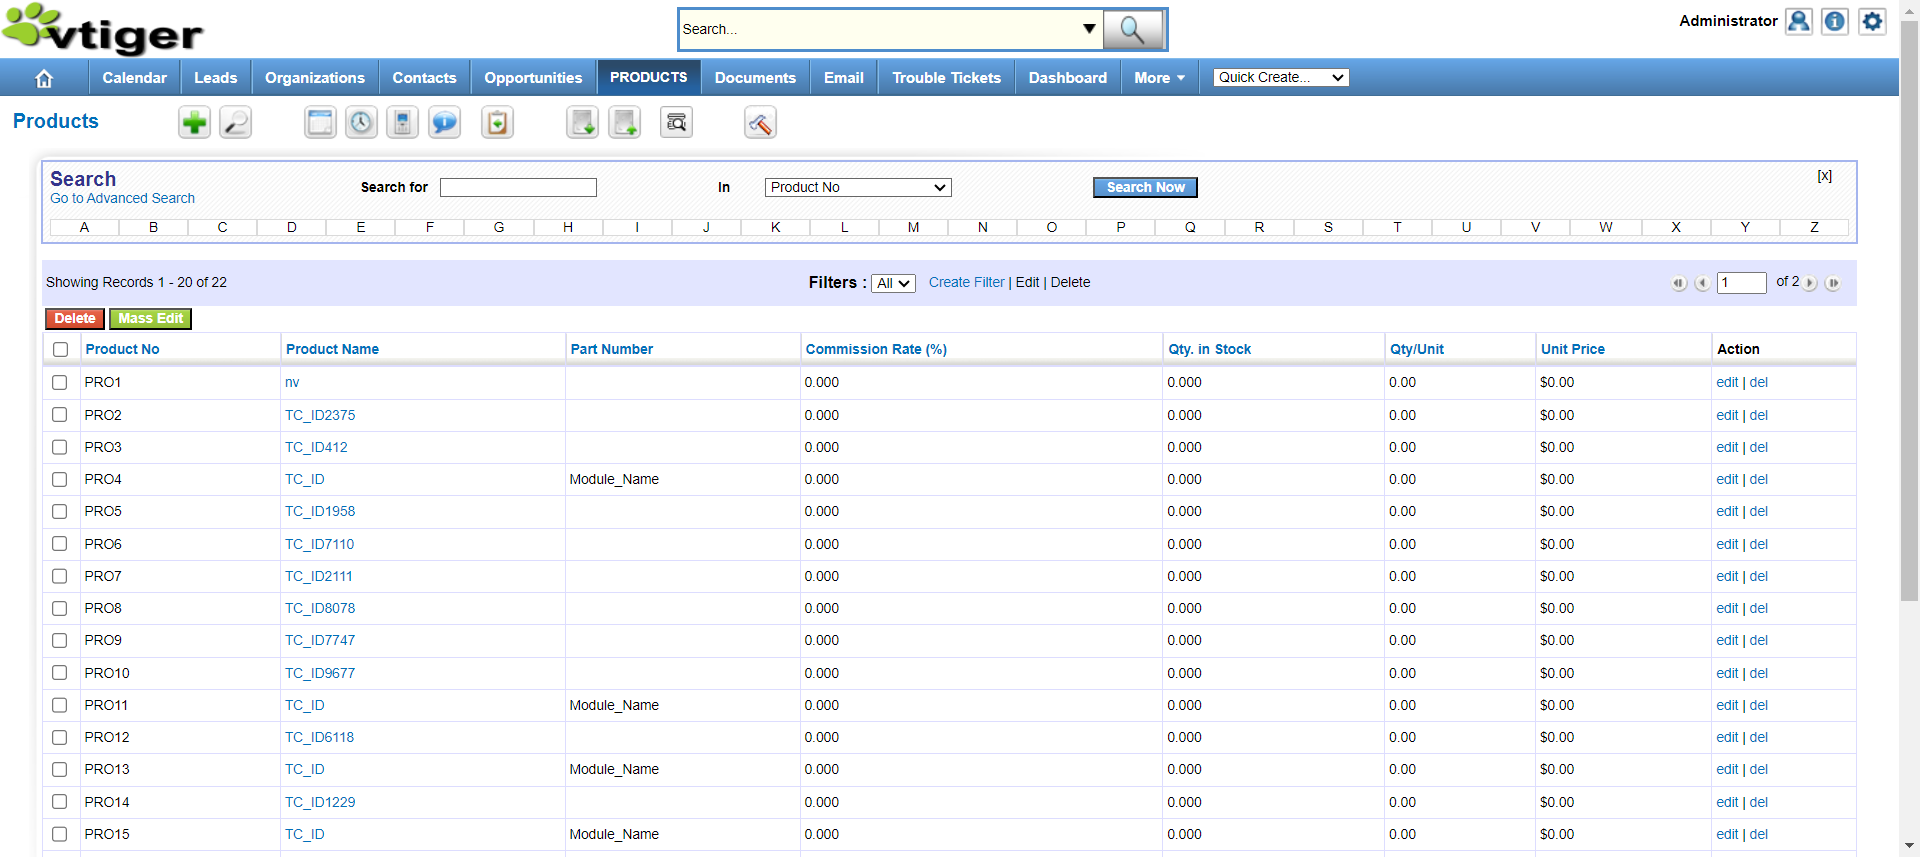 vtiger
Search...
Administrator
Calendar Leads Organizations Contacts Opportunities PRODUCTS Documents Email Trouble Tickets Dashboard More Quick Create...
Products
Search
Go to Advanced Search
Search for In Product No Search Now [x]
A B C D E F G H I J K L M N O P Q R S T U V W X Y Z
Showing Records 1 - 20 of 22 Filters : All Create Filter | Edit | Delete 1 of 2
Delete Mass Edit
Product No Product Name Part Number Commission Rate (%) Qty. in Stock Qty/Unit Unit Price Action
PRO1 nv 0.000 0.000 0.00 $0.00 edit | del
PRO2 TC_ID2375 0.000 0.000 0.00 $0.00 edit | del
PRO3 TC_ID412 0.000 0.000 0.00 $0.00 edit | del
PRO4 TC_ID Module_Name 0.000 0.000 0.00 $0.00 edit | del
PRO5 TC_ID1958 0.000 0.000 0.00 $0.00 edit | del
PRO6 TC_ID7110 0.000 0.000 0.00 $0.00 edit | del
PRO7 TC_ID2111 0.000 0.000 0.00 $0.00 edit | del
PRO8 TC_ID8078 0.000 0.000 0.00 $0.00 edit | del
PRO9 TC_ID7747 0.000 0.000 0.00 $0.00 edit | del
PRO10 TC_ID9677 0.000 0.000 0.00 $0.00 edit | del
PRO11 TC_ID Module_Name 0.000 0.000 0.00 $0.00 edit | del
PRO12 TC_ID6118 0.000 0.000 0.00 $0.00 edit | del
PRO13 TC_ID Module_Name 0.000 0.000 0.00 $0.00 edit | del
PRO14 TC_ID1229 0.000 0.000 0.00 $0.00 edit | del
PRO15 TC_ID Module_Name 0.000 0.000 0.00 $0.00 edit | del